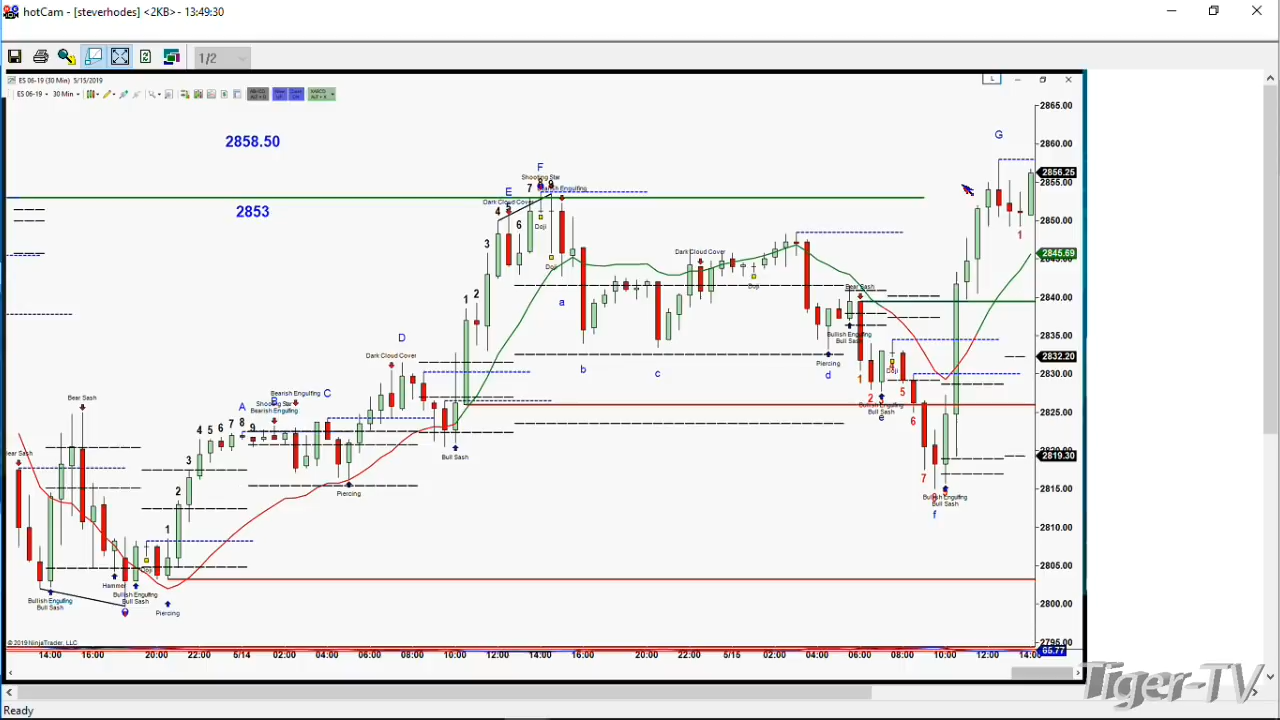 hotCam - [steverhodes] <2KB> - 13:49:30
1/2
ES 06-19 (30 Min) 5/15/2019
ES 06-19 30 Min
2865.00
2858.50
G
2860.00
F
Shooting Star
2856.25
7 8 9 Bearish Engulfing
E
2855.00
Dark Cloud Cover
2853
4
6
Doji
2850.00
1
3
Dark Cloud Cover
2845.69
Doji
Doji
2840.00
1 2
a
Bear Sash
2835.00
D
Bullish Engulfing
Bull Sash
Dark Cloud Cover
Piercing
2832.20
b
c
d
Doji
2830.00
1
2
5
Bearish Engulfing
C
B
Shooting Star
Bearish Engulfing
A
Bear Sash
Bullish Engulfing
Bull Sash
e
2825.00
6
3 4 5 6 7 8 9
2820.00
Bear Sash
Bull Sash
2819.30
7
2
Piercing
2815.00
Bullish Engulfing
Bull Sash
f
1
2810.00
Doji
2805.00
Hammer
Bullish Engulfing
Bull Sash
Bullish Engulfing
Bull Sash
Piercing
2800.00
© 2019 NinjaTrader, LLC
2795.00
65.77
14:00 16:00 20:00 22:00 5/14 02:00 04:00 06:00 08:00 10:00 12:00 14:00 16:00 20:00 22:00 5/15 02:00 04:00 06:00 08:00 10:00 12:00 14:00
Tiger-TV
Ready